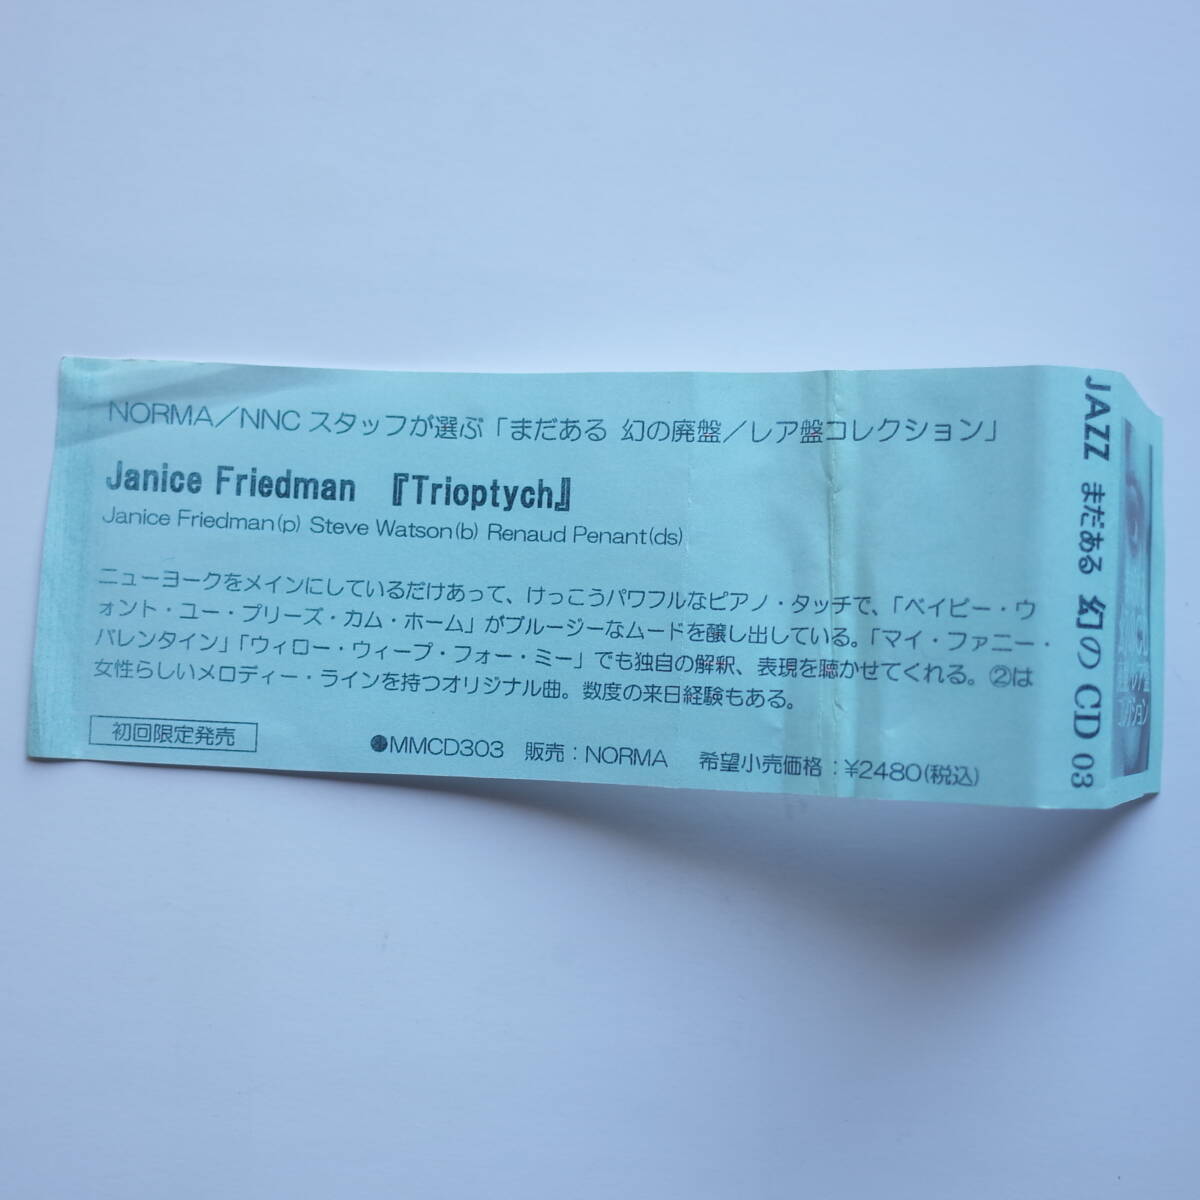 NORMA／NNC スタッフが選ぶ「まだある 幻の廃盤／レア盤コレクション」
Janice Friedman 『Trioptych』
Janice Friedman(p) Steve Watson(b) Renaud Penant(ds)
ニューヨークをメインにしているだけあって、けっこうパワフルなピアノ・タッチで、「ベイビー・ウ
ォント・ユー・プリーズ・カム・ホーム」がブルージーなムードを醸し出している。「マイ・ファニー・
バレンタイン」「ウィロー・ウィープ・フォー・ミー」でも独自の解釈、表現を聴かせてくれる。②は
女性らしいメロディー・ラインを持つオリジナル曲。数度の来日経験もある。
初回限定発売
●MMCD303 販売：NORMA 希望小売価格：¥2480(税込)
JAZZ まだある 幻の CD 03
コレクション